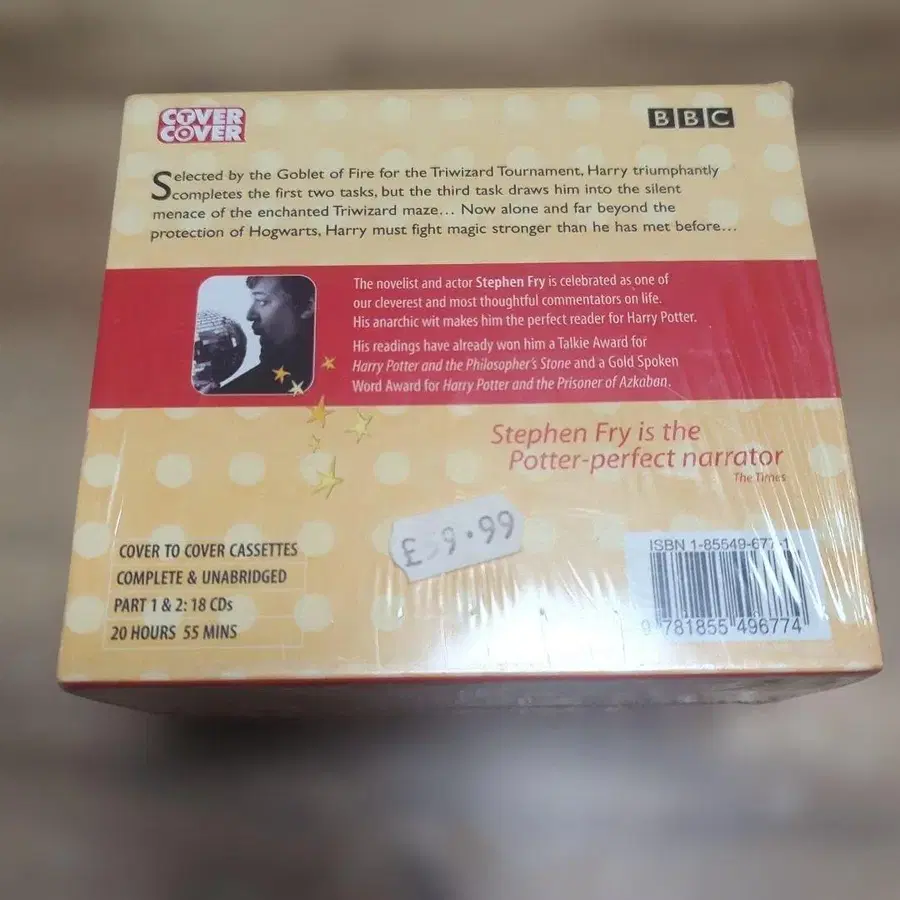 COVER TO COVER
BBC
Selected by the Goblet of Fire for the Triwizard Tournament, Harry triumphantly
completes the first two tasks, but the third task draws him into the silent
menace of the enchanted Triwizard maze... Now alone and far beyond the
protection of Hogwarts, Harry must fight magic stronger than he has met before...
The novelist and actor Stephen Fry is celebrated as one of
our cleverest and most thoughtful commentators on life.
His anarchic wit makes him the perfect reader for Harry Potter.
His readings have already won him a Talkie Award for
Harry Potter and the Philosopher's Stone and a Gold Spoken
Word Award for Harry Potter and the Prisoner of Azkaban.
Stephen Fry is the
Potter-perfect narrator
The Times
COVER TO COVER CASSETTES
COMPLETE & UNABRIDGED
PART 1 & 2: 18 CDs
20 HOURS 55 MINS
ISBN 1-85549-677-1
9 781855 496774